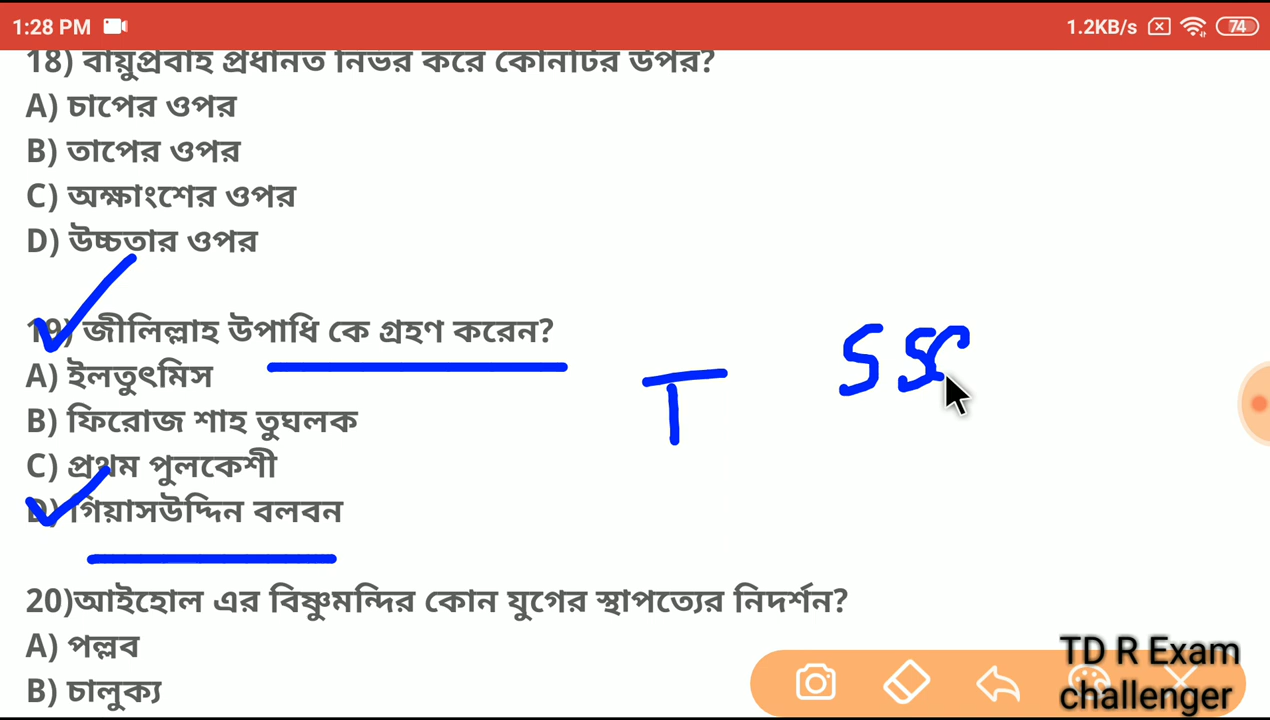 1:28 PM 1.2KB/s 74
18) বায়ুপ্রবাহ প্রধানত নির্ভর করে কোনটির উপর?
A) চাপের ওপর
B) তাপের ওপর
C) অক্ষাংশের ওপর
D) উচ্চতার ওপর
19) জীলিল্লাহ উপাধি কে গ্রহণ করেন?
A) ইলতুৎমিস
B) ফিরোজ শাহ তুঘলক
C) প্রথম পুলকেশী
D) গিয়াসউদ্দিন বলবন
T SSC
20)আইহোল এর বিষ্ণুমন্দির কোন যুগের স্থাপত্যের নিদর্শন?
A) পল্লব
B) চালুক্য
TD R Exam
challenger